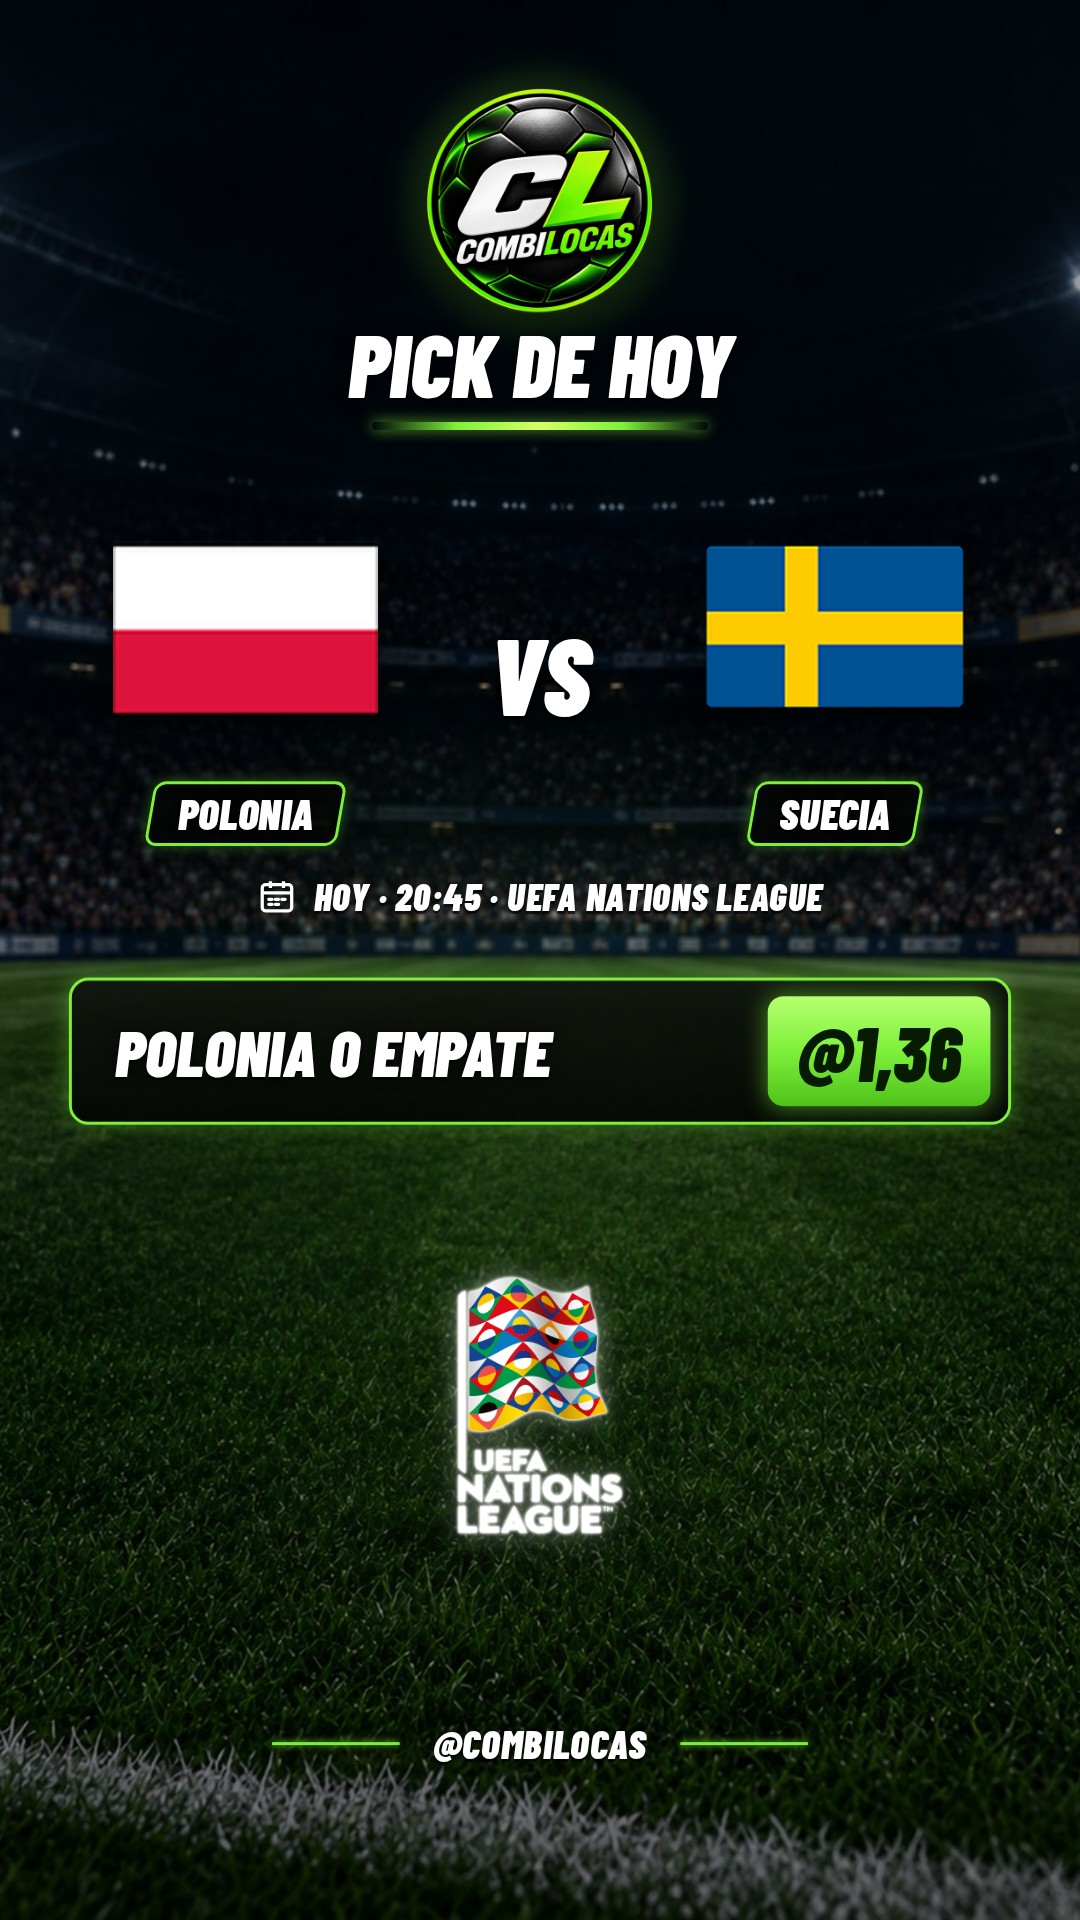 CL
COMBILOCAS
PICK DE HOY
VS
POLONIA
SUECIA
HOY · 20:45 · UEFA NATIONS LEAGUE
POLONIA O EMPATE
@1,36
UEFA
NATIONS
LEAGUE™
@COMBILOCAS